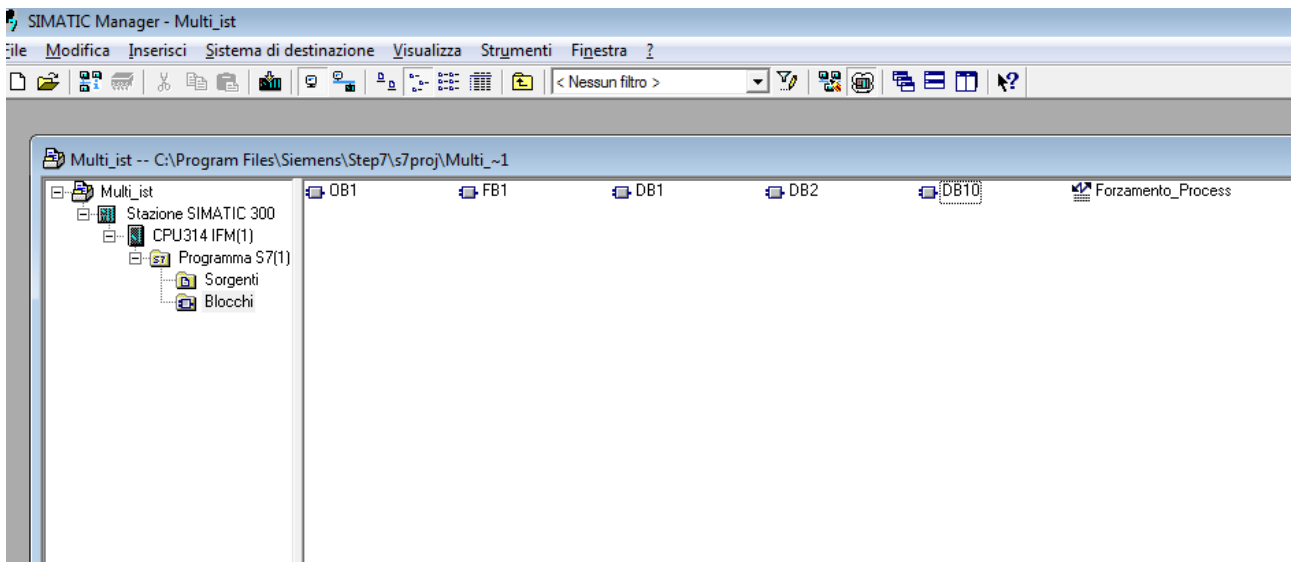 SIMATIC Manager - Multi_ist
File Modifica Inserisci Sistema di destinazione Visualizza Strumenti Finestra ?
< Nessun filtro >
Multi_ist -- C:\Program Files\Siemens\Step7\s7proj\Multi_~1
Multi_ist
Stazione SIMATIC 300
CPU314 IFM(1)
Programma S7(1)
Sorgenti
Blocchi
OB1 FB1 DB1 DB2 DB10 Forzamento_Process